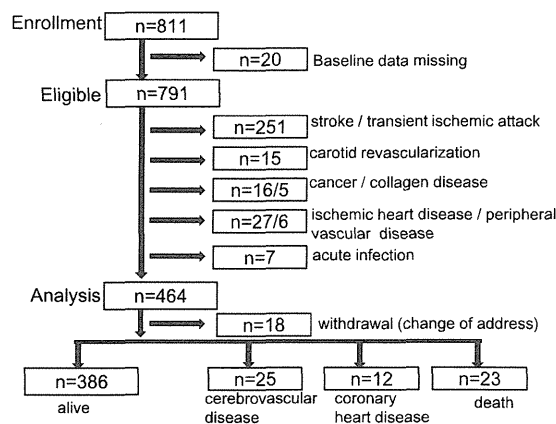 Enrollment
n=811
n=20 Baseline data missing
Eligible
n=791
n=251 stroke / transient ischemic attack
n=15 carotid revascularization
n=16/5 cancer / collagen disease
n=27/6 ischemic heart disease / peripheral
vascular disease
n=7 acute infection
Analysis
n=464
n=18 withdrawal (change of address)
n=386 n=25 n=12 n=23
alive cerebrovascular coronary death
disease heart disease